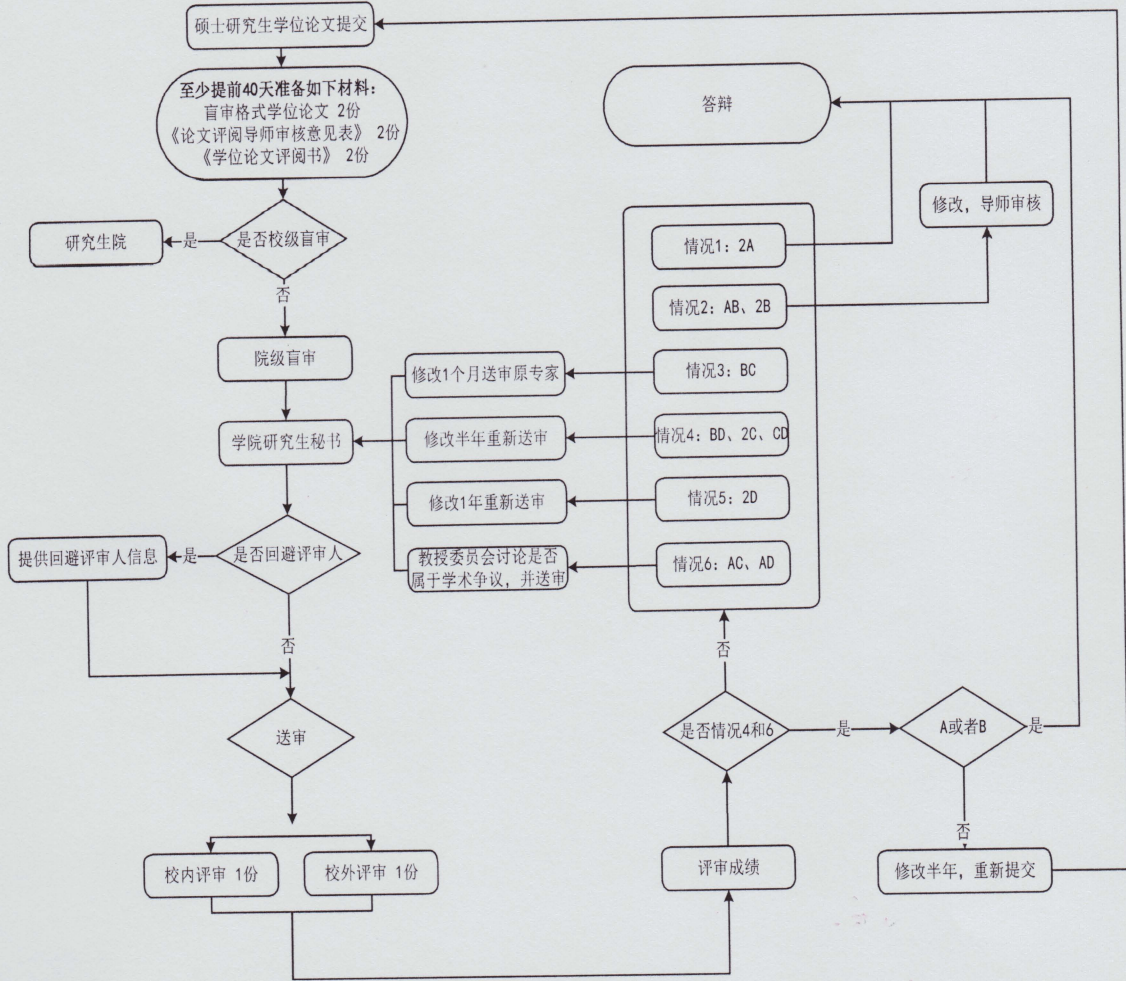 硕士研究生学位论文提交
至少提前40天准备如下材料：
盲审格式学位论文 2份
《论文评阅导师审核意见表》 2份
《学位论文评阅书》 2份
是否校级盲审
是
研究生院
否
院级盲审
学院研究生秘书
是否回避评审人
是
提供回避评审人信息
否
送审
校内评审 1份
校外评审 1份
评审成绩
是否情况4和6
是
A或者B
是
否
修改半年，重新提交
否
情况1：2A
情况2：AB、2B
情况3：BC
情况4：BD、2C、CD
情况5：2D
情况6：AC、AD
修改1个月送审原专家
修改半年重新送审
修改1年重新送审
教授委员会讨论是否
属于学术争议，并送审
修改，导师审核
答辩